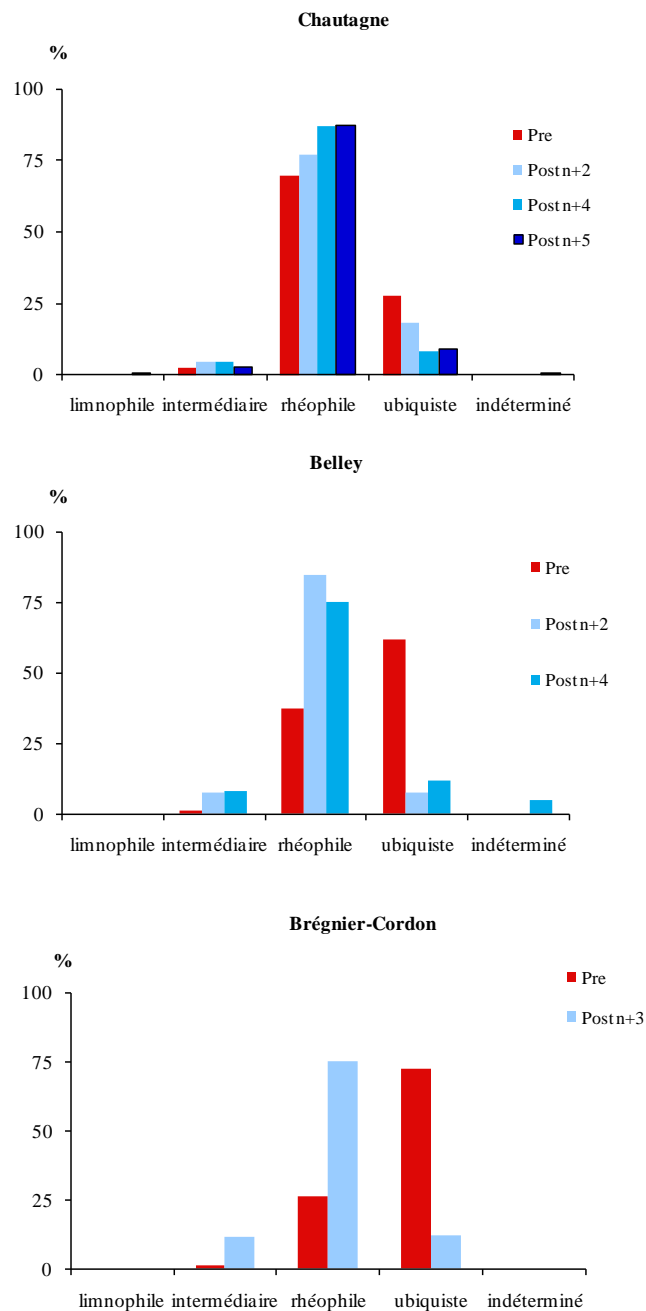 Chautagne
%
100
75
50
25
0
Pre
Post n+2
Post n+4
Post n+5
limnophile intermédiaire rhéophile ubiquiste indéterminé
Belley
%
100
75
50
25
0
Pre
Post n+2
Post n+4
limnophile intermédiaire rhéophile ubiquiste indéterminé
Brégnier-Cordon
%
100
75
50
25
0
Pre
Post n+3
limnophile intermédiaire rhéophile ubiquiste indéterminé